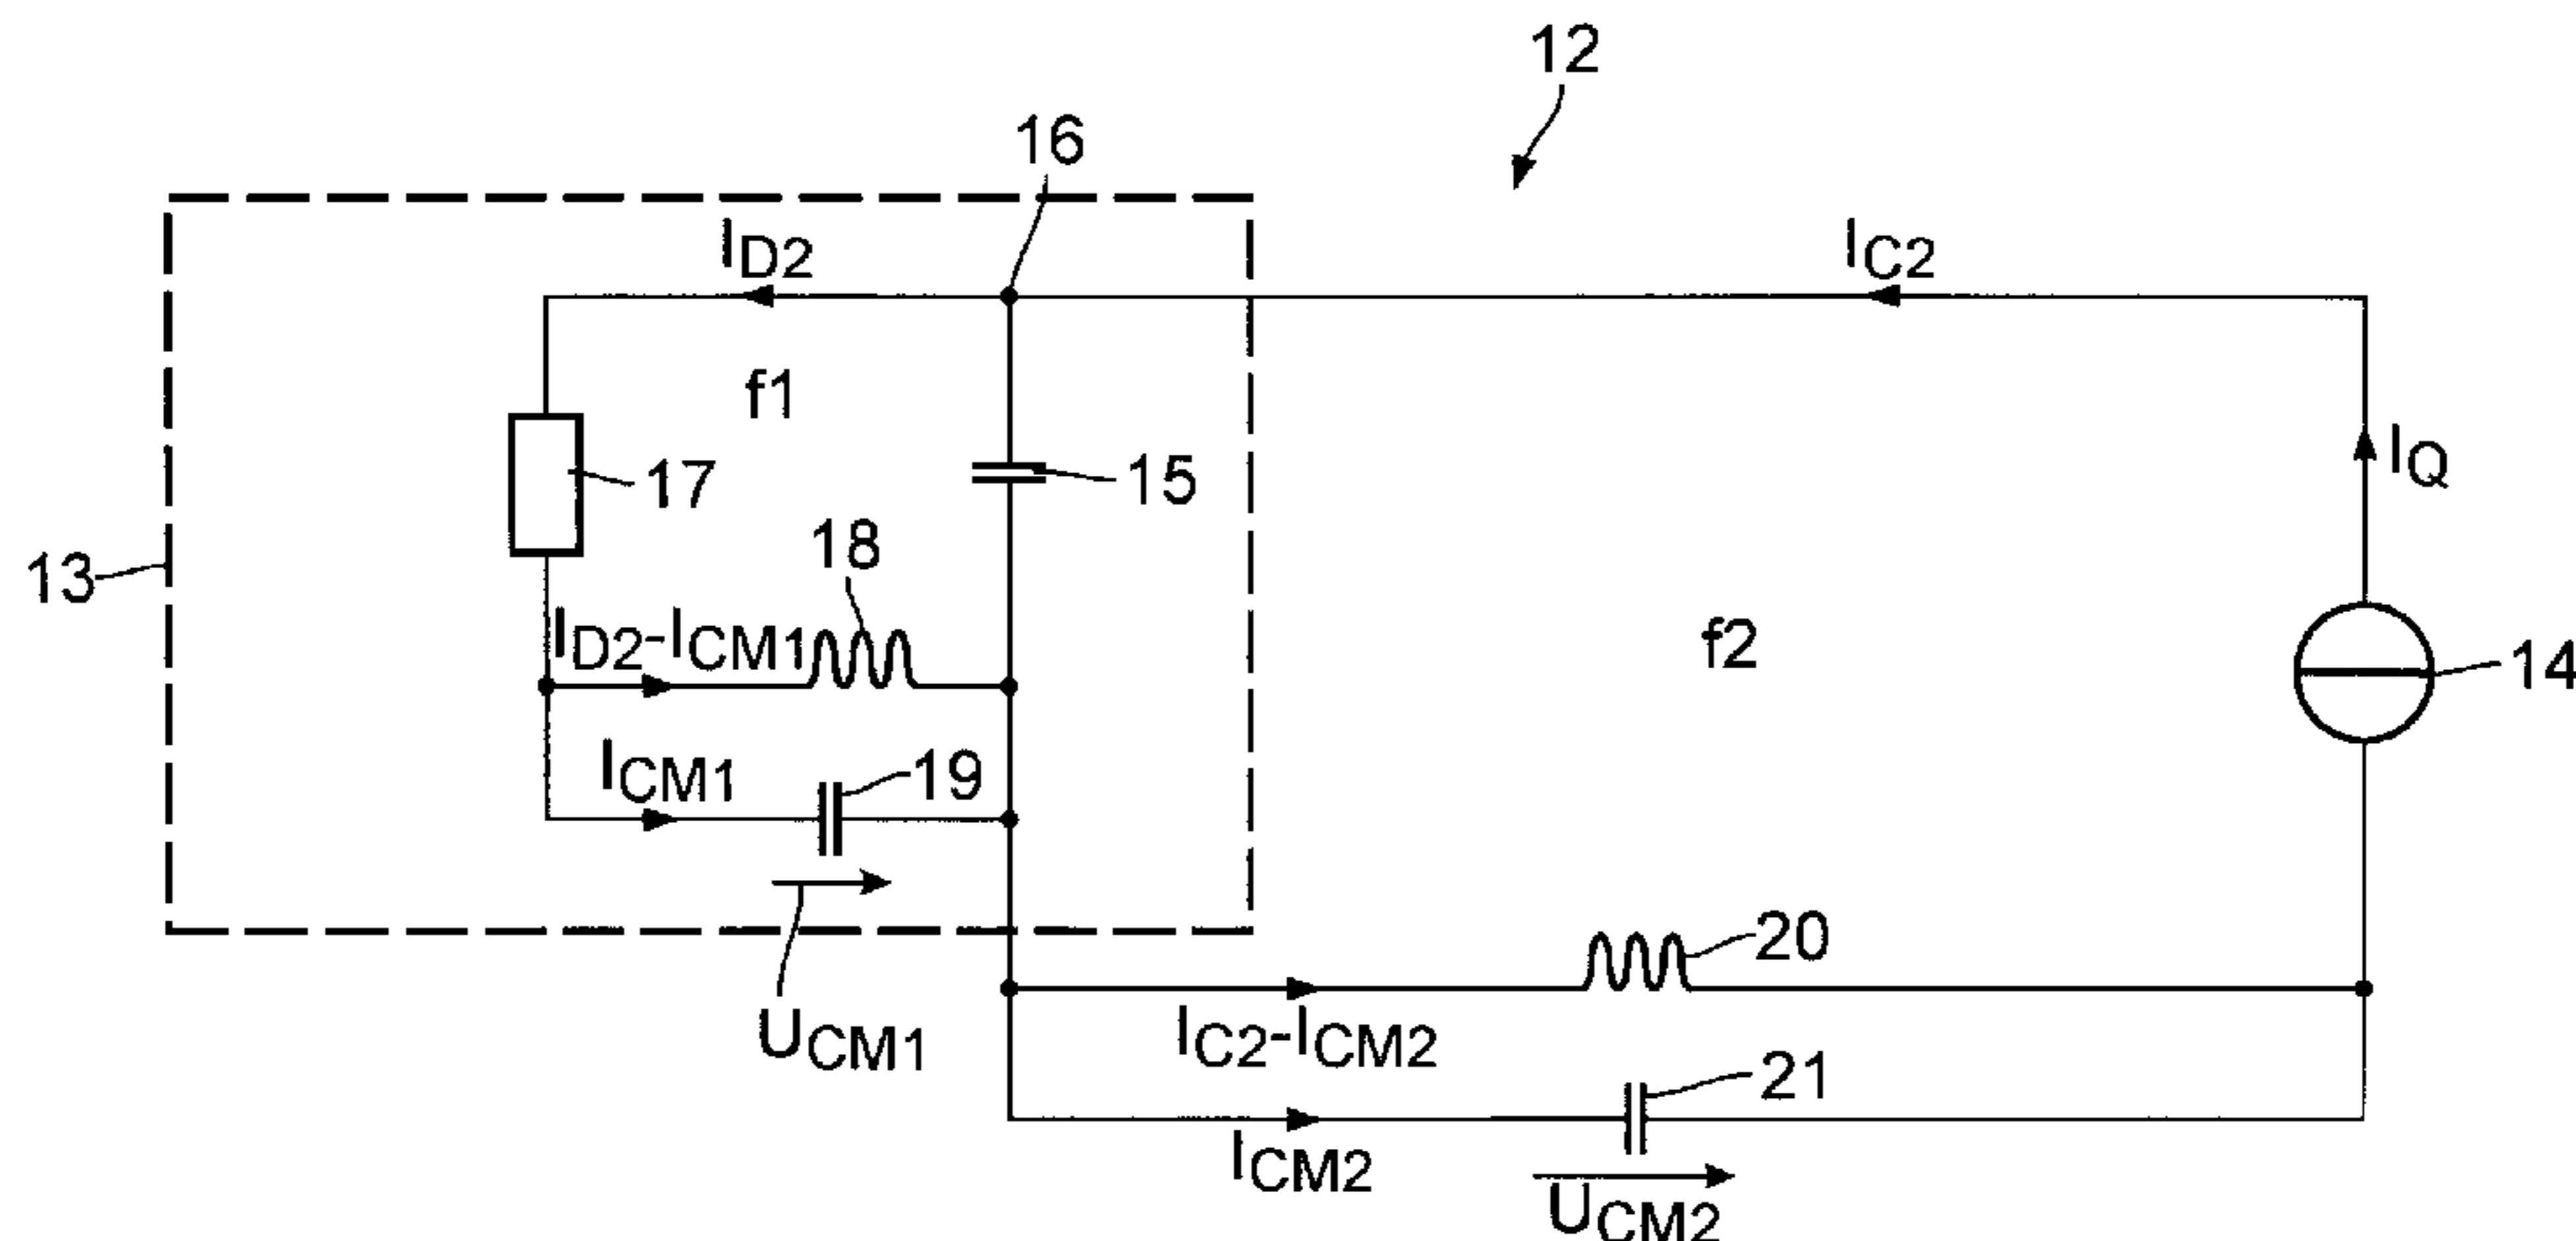 12
16
I_D2
I_C2
f1
I_Q
17
15
18
13
I_D2-I_CM1
f2
14
I_CM1
19
20
U_CM1
I_C2-I_CM2
21
I_CM2
U_CM2